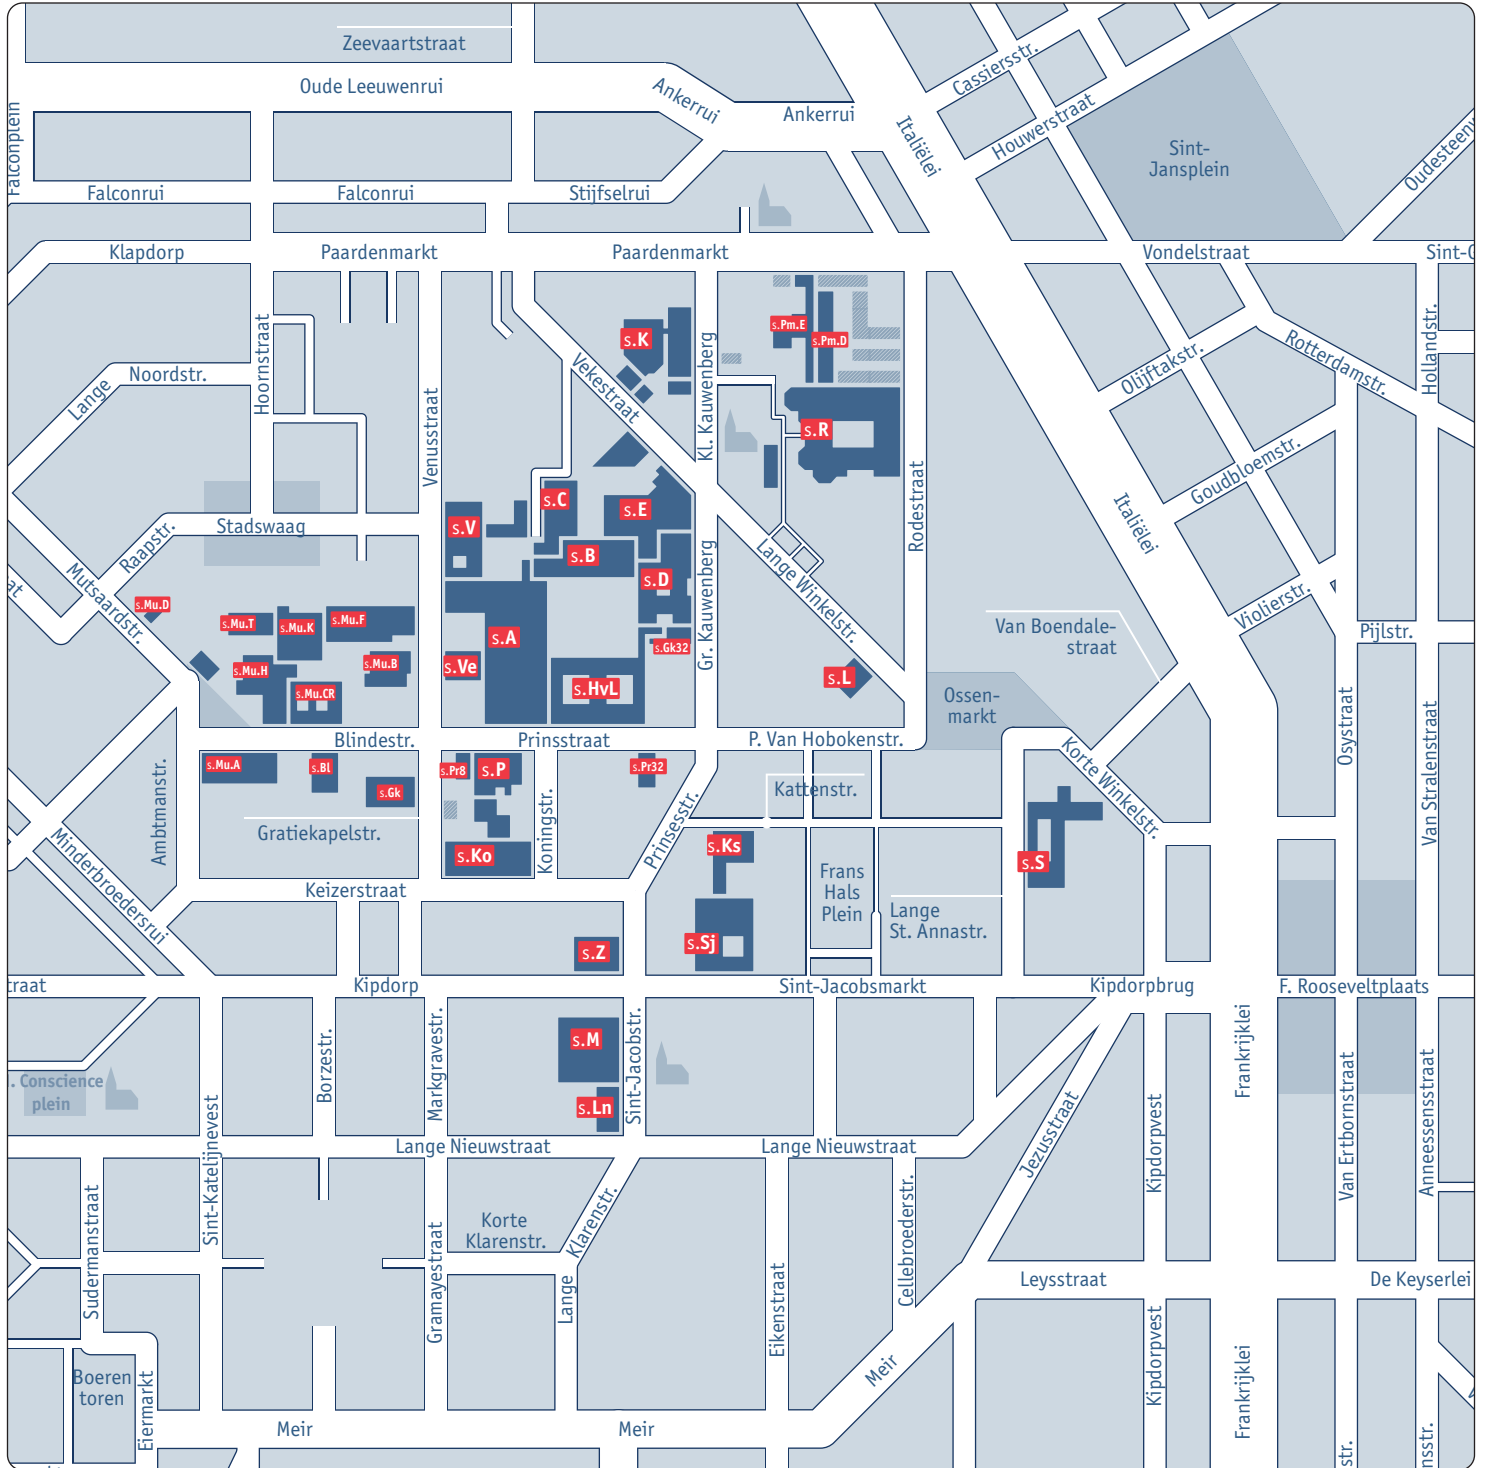 Zeevaartstraat
Oude Leeuwenrui
Ankerrui
Ankerrui
Italiëlei
Cassiersstr.
Houwerstraat
Sint-
Jansplein
Falconplein
Falconrui
Falconrui
Stijfselrui
Klapdorp
Paardenmarkt
Paardenmarkt
Vondelstraat
Hoornstraat
Noordstr.
Lange
Venusstraat
Vekestraat
Kl. Kauwenberg
s.K
s.Pm.E
s.Pm.D
s.R
Rodestraat
Olijftakstr.
Rotterdamstr.
Hollandstr.
Goudbloemstr.
Italiëlei
Stadswaag
Raapstr.
Mutsaardstr.
s.V
s.C
s.E
s.B
s.D
s.A
s.Ve
s.Gk32
s.HvL
Gr. Kauwenberg
Lange Winkelstr.
s.L
s.Mu.D
s.Mu.T
s.Mu.K
s.Mu.F
s.Mu.H
s.Mu.B
s.Mu.CR
Violierstr.
Van Boendale-
straat
Pijlstr.
Ossen-
markt
Osystraat
Van Stralenstraat
Blindestr.
Prinsstraat
P. Van Hobokenstr.
Korte Winkelstr.
s.Mu.A
s.Bl
s.Gk
s.Pr8
s.P
s.Pr32
Kattenstr.
Ambtmanstr.
Gratiekapelstr.
Koningstr.
Prinsesstr.
s.Ko
s.Ks
s.S
Minderbroedersrui
Keizerstraat
Frans
Hals
Plein
Lange
St. Annastr.
s.Z
s.Sj
Kipdorp
Sint-Jacobsmarkt
Kipdorpbrug
F. Rooseveltplaats
Borzestr.
Markgravestr.
s.M
s.Ln
Sint-Jacobstr.
Frankrijklei
Conscience
plein
Sint-Katelijnevest
Lange Nieuwstraat
Lange Nieuwstraat
Jezusstraat
Kipdorpvest
Van Ertbornstraat
Anneessensstraat
Sudermanstraat
Korte
Klarenstr.
Lange
Klarenstr.
Gramayestraat
Eikenstraat
Cellebroederstr.
Leysstraat
De Keyserlei
Boeren
toren
Eiermarkt
Meir
Meir
Meir
Kipdorpvest
Frankrijklei